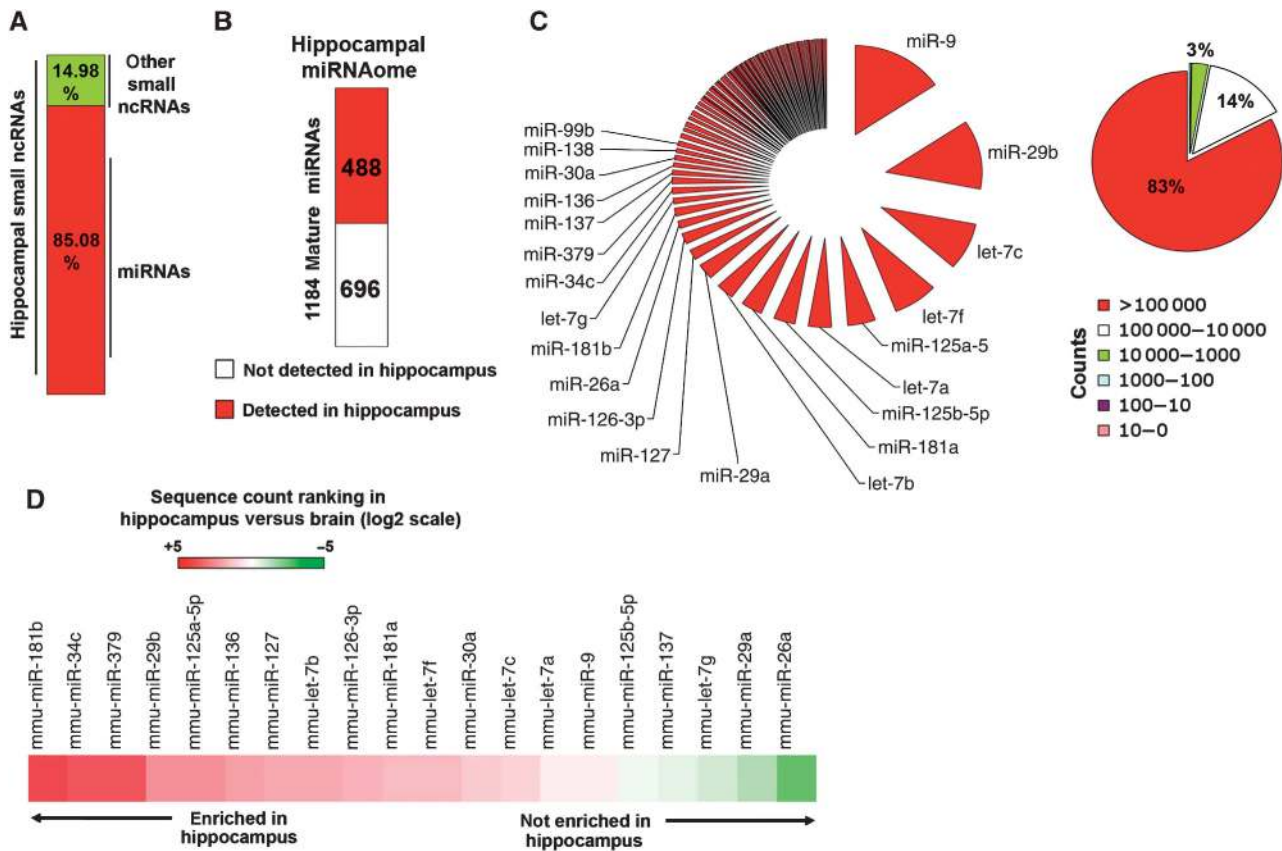 A
Hippocampal small ncRNAs
14.98
%
85.08
%
Other
small
ncRNAs
miRNAs
B
Hippocampal
miRNAome
1184 Mature miRNAs
488
696
Not detected in hippocampus
Detected in hippocampus
C
miR-9
miR-29b
let-7c
let-7f
miR-125a-5
let-7a
miR-125b-5p
miR-181a
let-7b
miR-29a
miR-127
miR-126-3p
miR-26a
miR-181b
let-7g
miR-34c
miR-379
miR-137
miR-136
miR-30a
miR-138
miR-99b
3%
14%
83%
Counts
>100 000
100 000–10 000
10 000–1000
1000–100
100–10
10–0
D
Sequence count ranking in
hippocampus versus brain (log2 scale)
+5
–5
mmu-miR-181b
mmu-miR-34c
mmu-miR-379
mmu-miR-29b
mmu-miR-125a-5p
mmu-miR-136
mmu-miR-127
mmu-let-7b
mmu-miR-126-3p
mmu-miR-181a
mmu-let-7f
mmu-miR-30a
mmu-let-7c
mmu-let-7a
mmu-miR-9
mmu-miR-125b-5p
mmu-miR-137
mmu-let-7g
mmu-miR-29a
mmu-miR-26a
Enriched in
hippocampus
Not enriched in
hippocampus